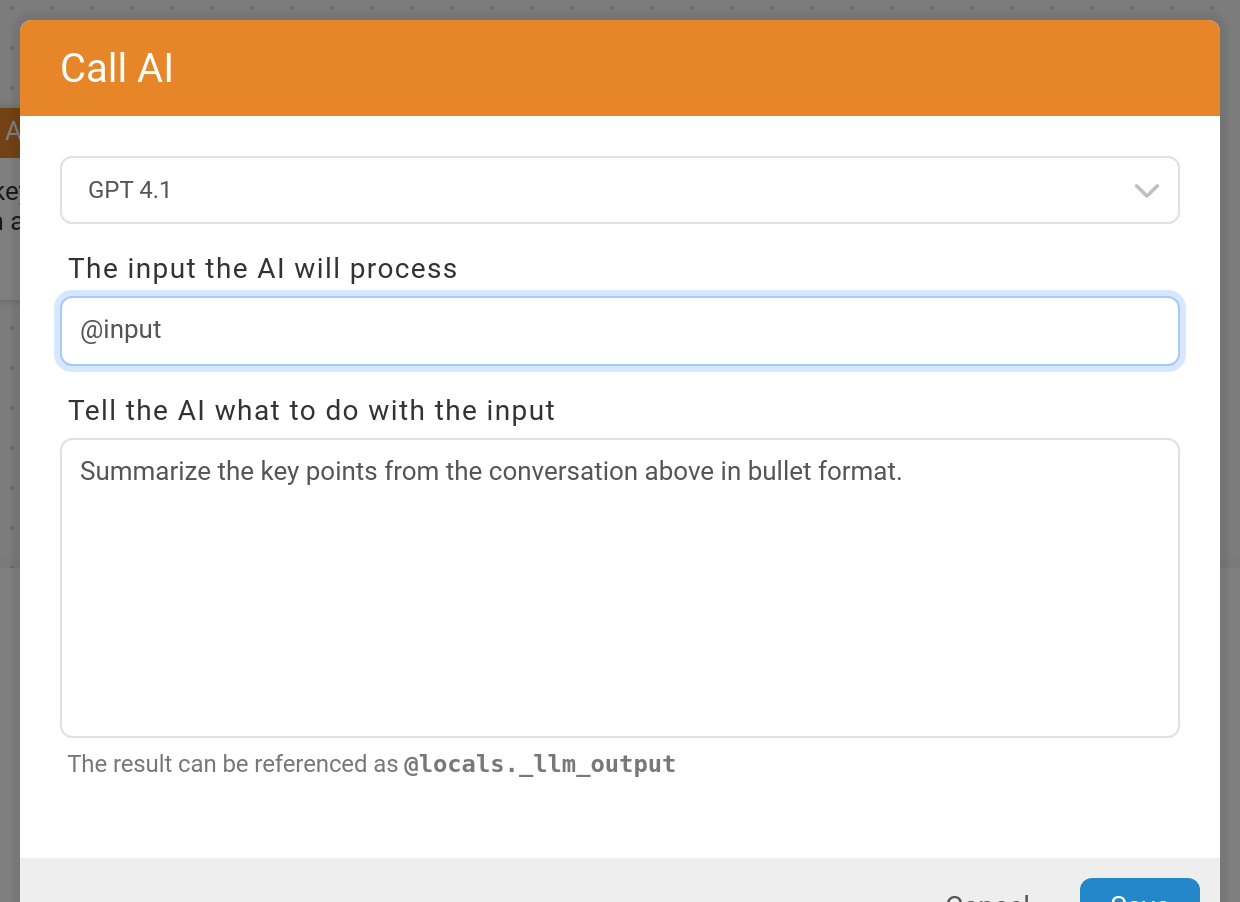 Call AI
GPT 4.1
The input the AI will process
@input
Tell the AI what to do with the input
Summarize the key points from the conversation above in bullet format.
The result can be referenced as @locals._llm_output
Cancel
Save